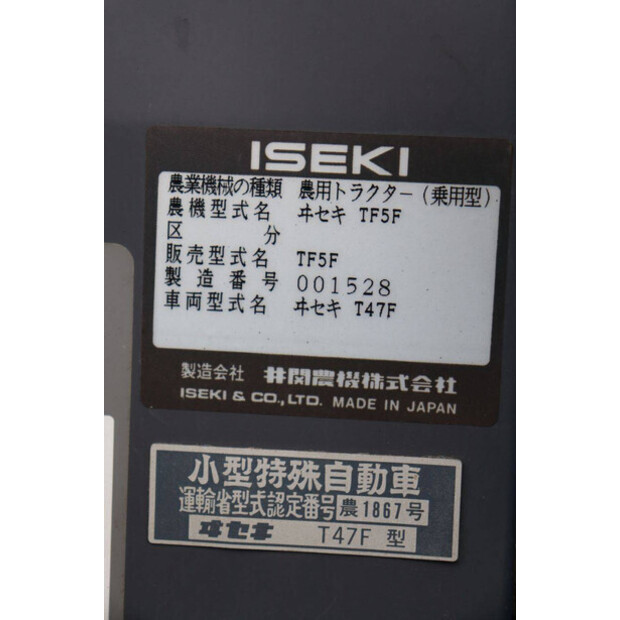 ISEKI
農業機械の種類 農用トラクター(乗用型)
農機型式名 ヰセキ TF5F
区分
販売型式名 TF5F
製造番号 001528
車両型式名 ヰセキ T47F
製造会社 井関農機株式会社
ISEKI & CO., LTD. MADE IN JAPAN
小型特殊自動車
運輸省型式認定番号 農1867号
ヰセキ T47F 型